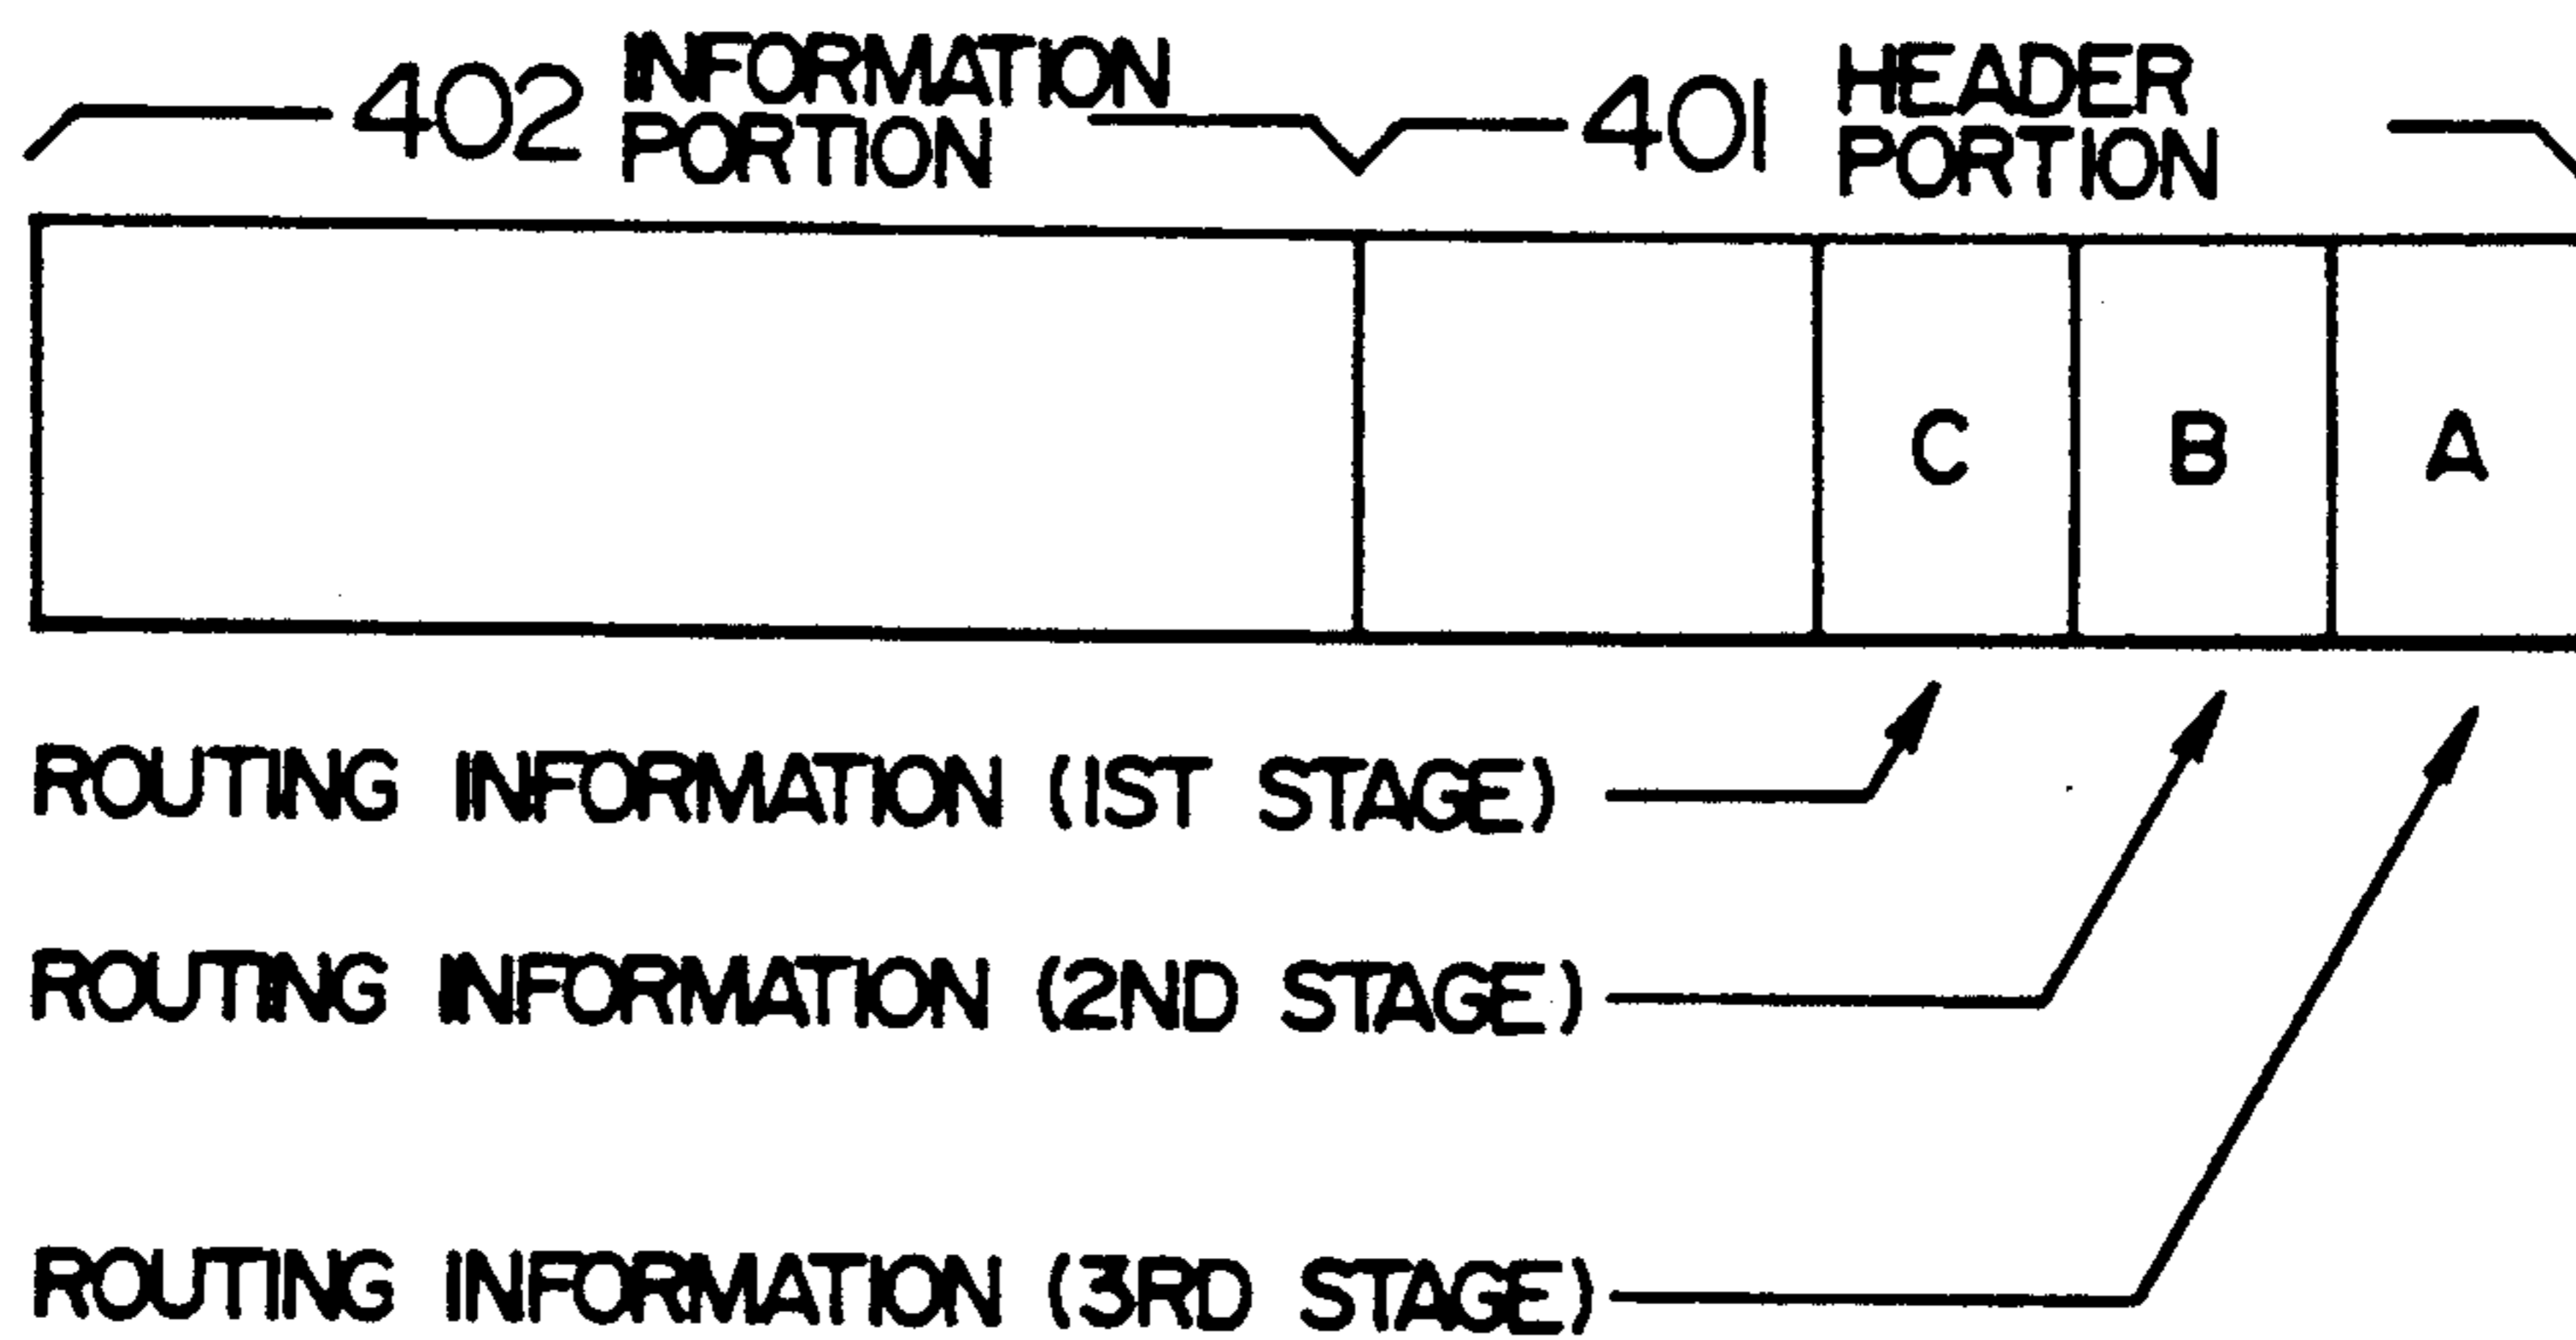 402 INFORMATION PORTION
401 HEADER PORTION
C B A
ROUTING INFORMATION (1ST STAGE)
ROUTING INFORMATION (2ND STAGE)
ROUTING INFORMATION (3RD STAGE)